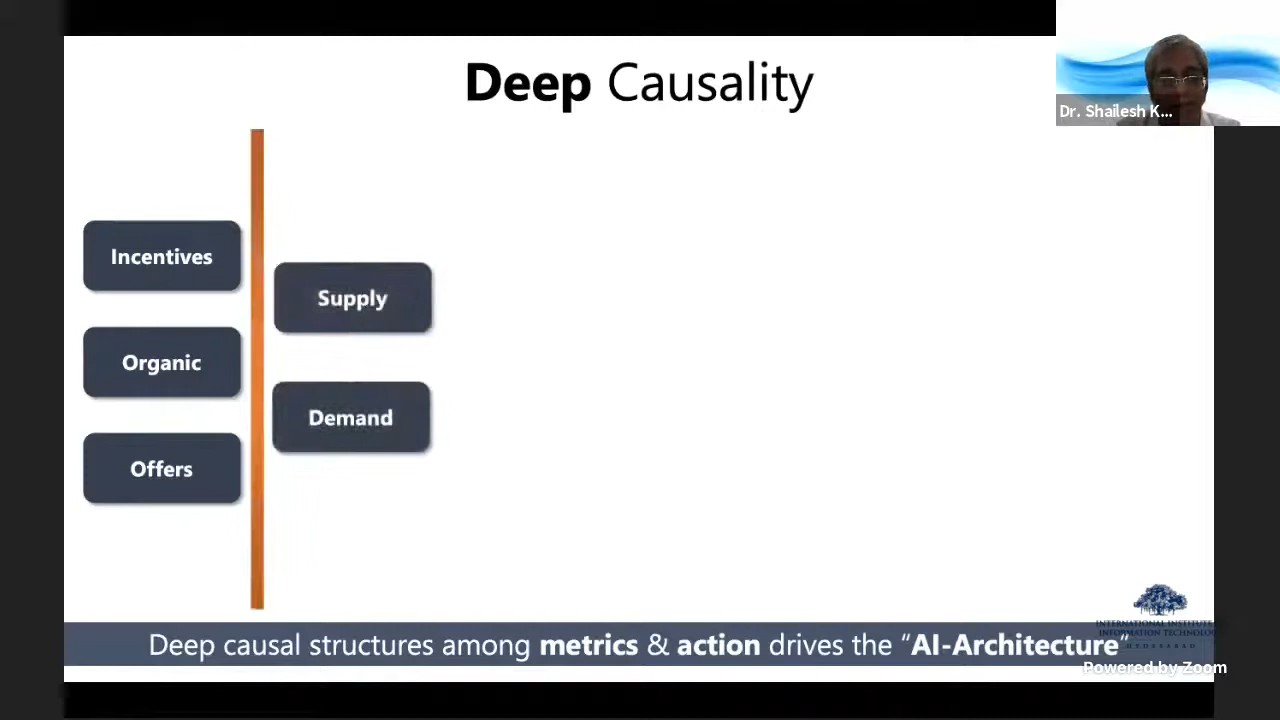 Deep Causality
Dr. Shailesh K...
Incentives
Supply
Organic
Demand
Offers
INTERNATIONAL INSTITUTE
INFORMATION TECHNOLOGY
HYDERABAD
Deep causal structures among metrics & action drives the “AI-Architecture”
Powered by Zoom